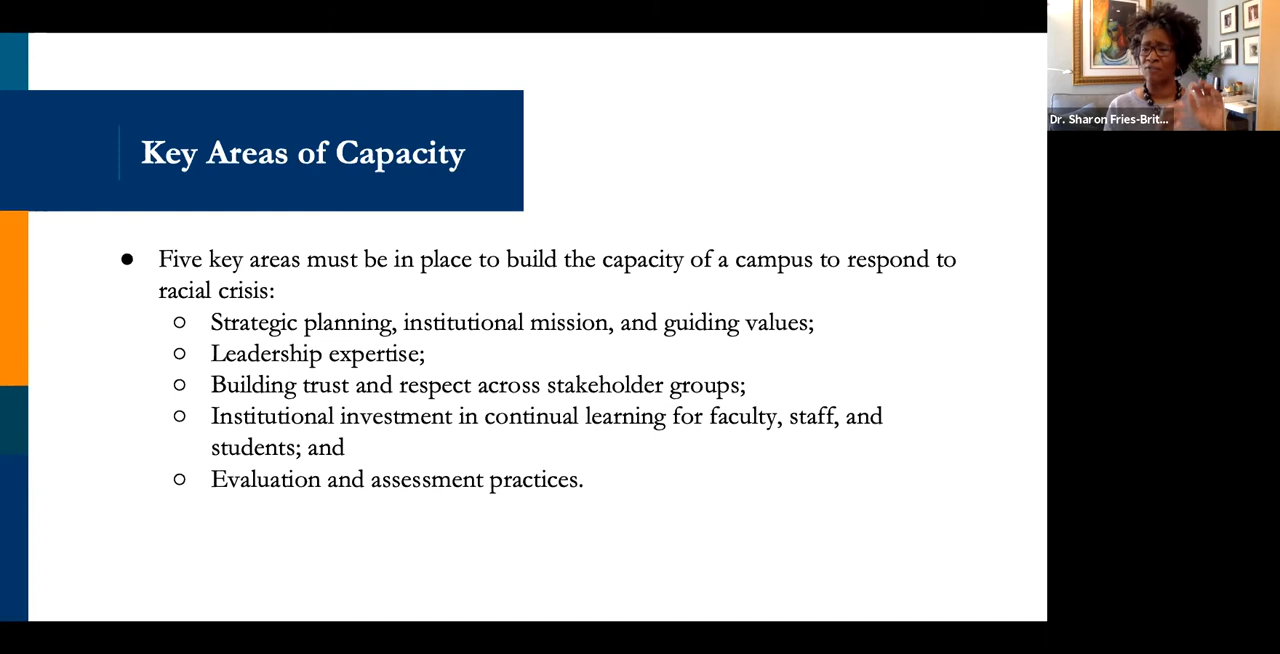 Key Areas of Capacity
● Five key areas must be in place to build the capacity of a campus to respond to
racial crisis:
○ Strategic planning, institutional mission, and guiding values;
○ Leadership expertise;
○ Building trust and respect across stakeholder groups;
○ Institutional investment in continual learning for faculty, staff, and
students; and
○ Evaluation and assessment practices.
Dr. Sharon Fries-Brit...